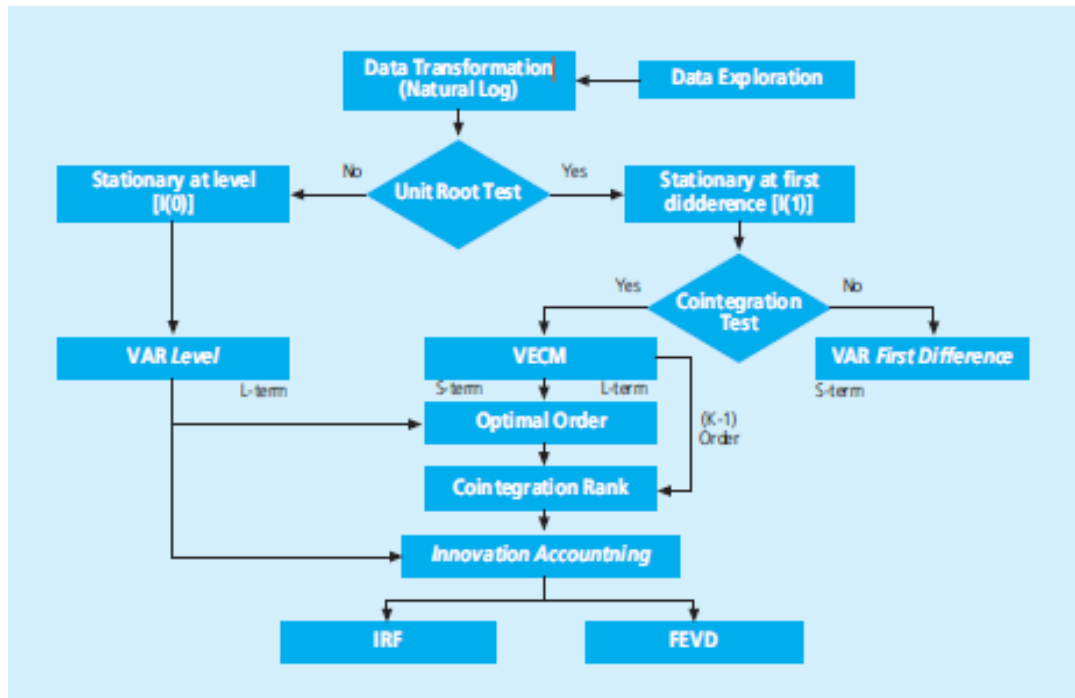 Data Transformation
(Natural Log)
Data Exploration
No
Yes
Stationary at level
[I(0)]
Unit Root Test
Stationary at first
didderence [I(1)]
Yes
No
Cointegration
Test
VAR Level
VECM
VAR First Difference
L-term
S-term
L-term
S-term
Optimal Order
(K-1)
Order
Cointegration Rank
Innovation Accountning
IRF
FEVD